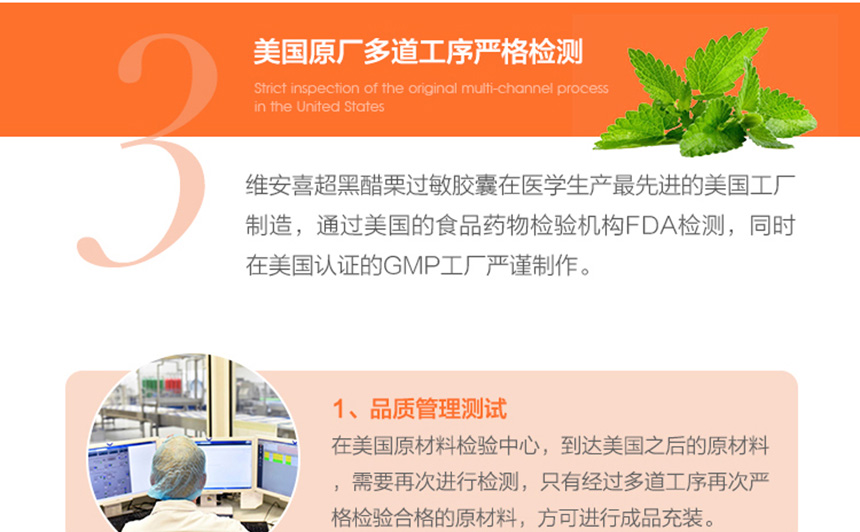 3
美国原厂多道工序严格检测
Strict inspection of the original multi-channel process
in the United States
维安喜超黑醋栗过敏胶囊在医学生产最先进的美国工厂
制造，通过美国的食品药物检验机构FDA检测，同时
在美国认证的GMP工厂严谨制作。
1、品质管理测试
在美国原材料检验中心，到达美国之后的原材料
，需要再次进行检测，只有经过多道工序再次严
格检验合格的原材料，方可进行成品充装。